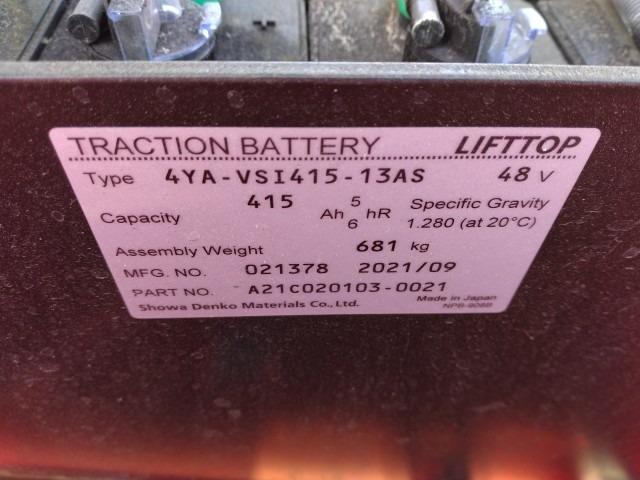 TRACTION BATTERY LIFTTOP
Type 4YA-VSI415-13AS 48 V
Capacity 415 Ah 5 6 hR Specific Gravity
1.280 (at 20°C)
Assembly Weight 681 kg
MFG. NO. 021378 2021/09
PART NO. A21C020103-0021 Made in Japan
Showa Denko Materials Co., Ltd. NPB-908B